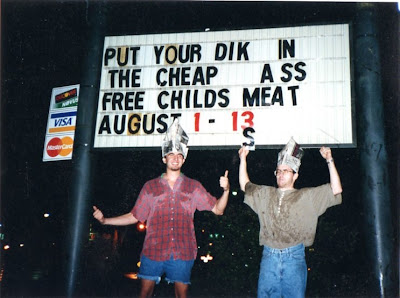 PUT YOUR DIK IN
THE CHEAP ASS
FREE CHILDS MEAT
AUGUST 1 - 13
S
VISA
MasterCard